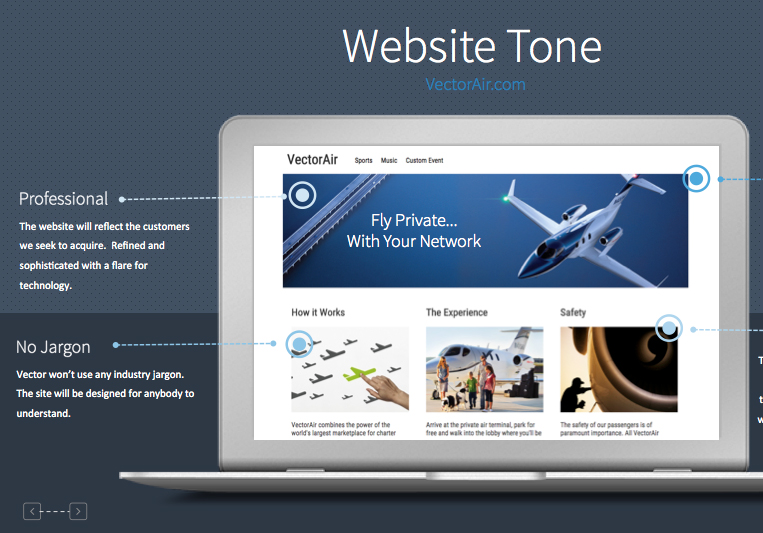 Website Tone
VectorAir.com
VectorAir Sports Music Custom Event
Professional
The website will reflect the customers
we seek to acquire. Refined and
sophisticated with a flare for
technology.
Fly Private...
With Your Network
How it Works The Experience Safety
No Jargon
Vector won't use any industry jargon.
The site will be designed for anybody to
understand.
VectorAir combines the power of the
world's largest marketplace for charter
Arrive at the private air terminal, park for
free and walk into the lobby where you'll be
The safety of our passengers is of
paramount importance. All VectorAir